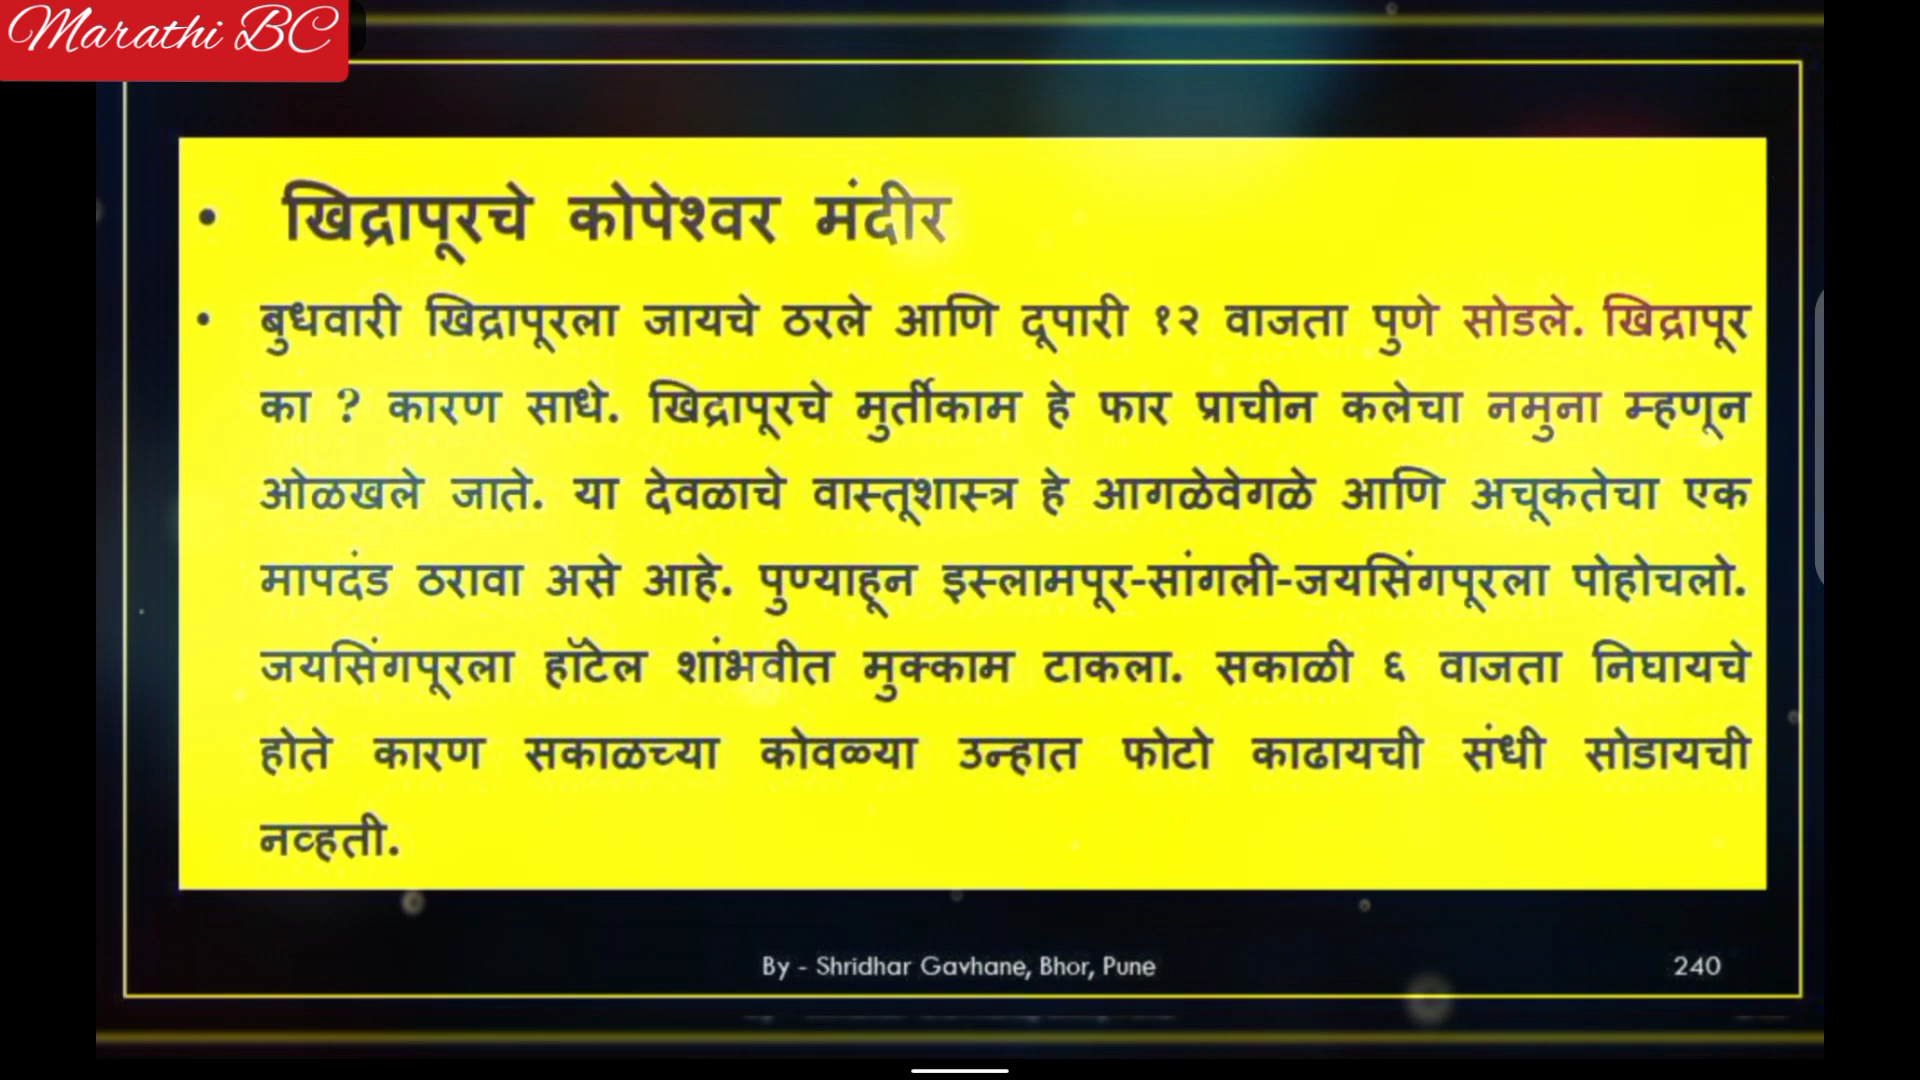 Marathi BC
• खिद्रापूरचे कोपेश्वर मंदीर
• बुधवारी खिद्रापूरला जायचे ठरले आणि दूपारी १२ वाजता पुणे सोडले. खिद्रापूर
का ? कारण साधे. खिद्रापूरचे मुर्तीकाम हे फार प्राचीन कलेचा नमुना म्हणून
ओळखले जाते. या देवळाचे वास्तूशास्त्र हे आगळेवेगळे आणि अचूकतेचा एक
मापदंड ठरावा असे आहे. पुण्याहून इस्लामपूर-सांगली-जयसिंगपूरला पोहोचलो.
जयसिंगपूरला हॉटेल शांभवीत मुक्काम टाकला. सकाळी ६ वाजता निघायचे
होते कारण सकाळच्या कोवळ्या उन्हात फोटो काढायची संधी सोडायची
नव्हती.
By - Shridhar Gavhane, Bhor, Pune
240